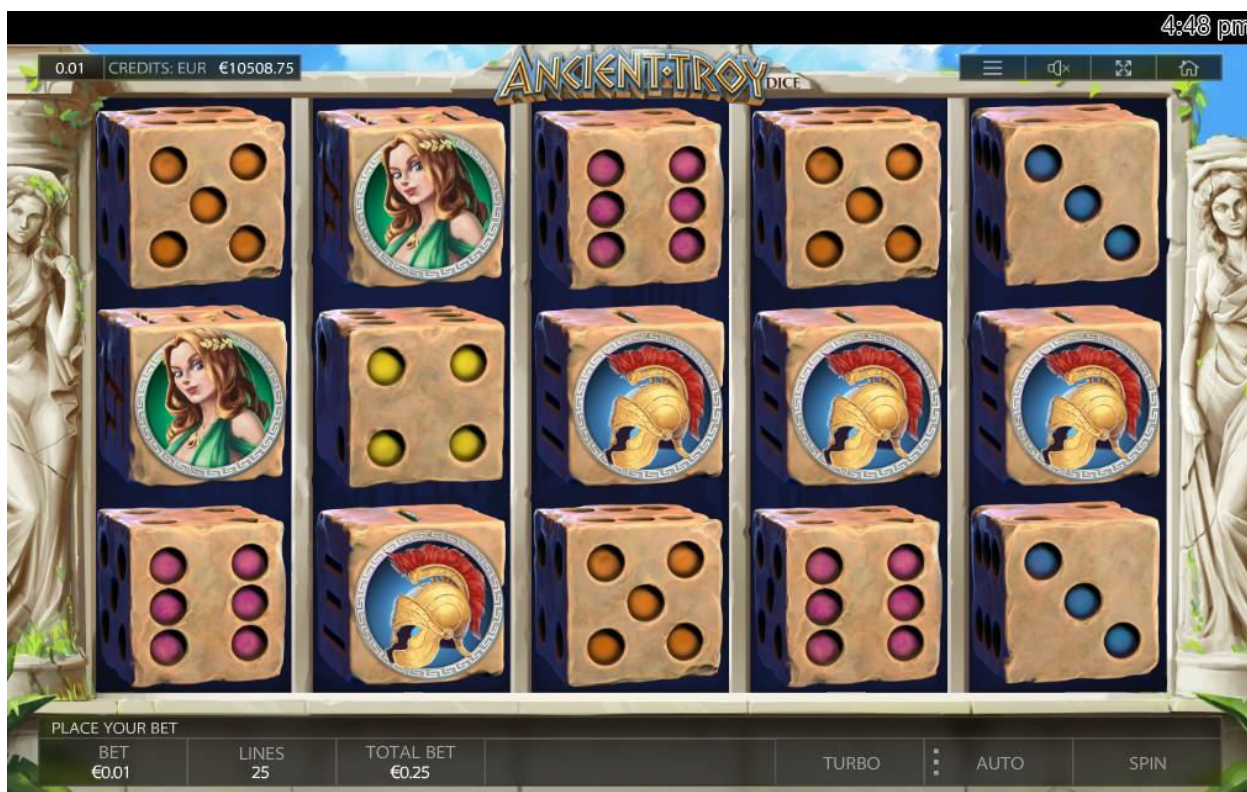 4:48 pm
0.01 CREDITS: EUR €10508.75
ANCIENT·TROY DICE
PLACE YOUR BET
BET LINES TOTAL BET
€0.01 25 €0.25
TURBO AUTO SPIN